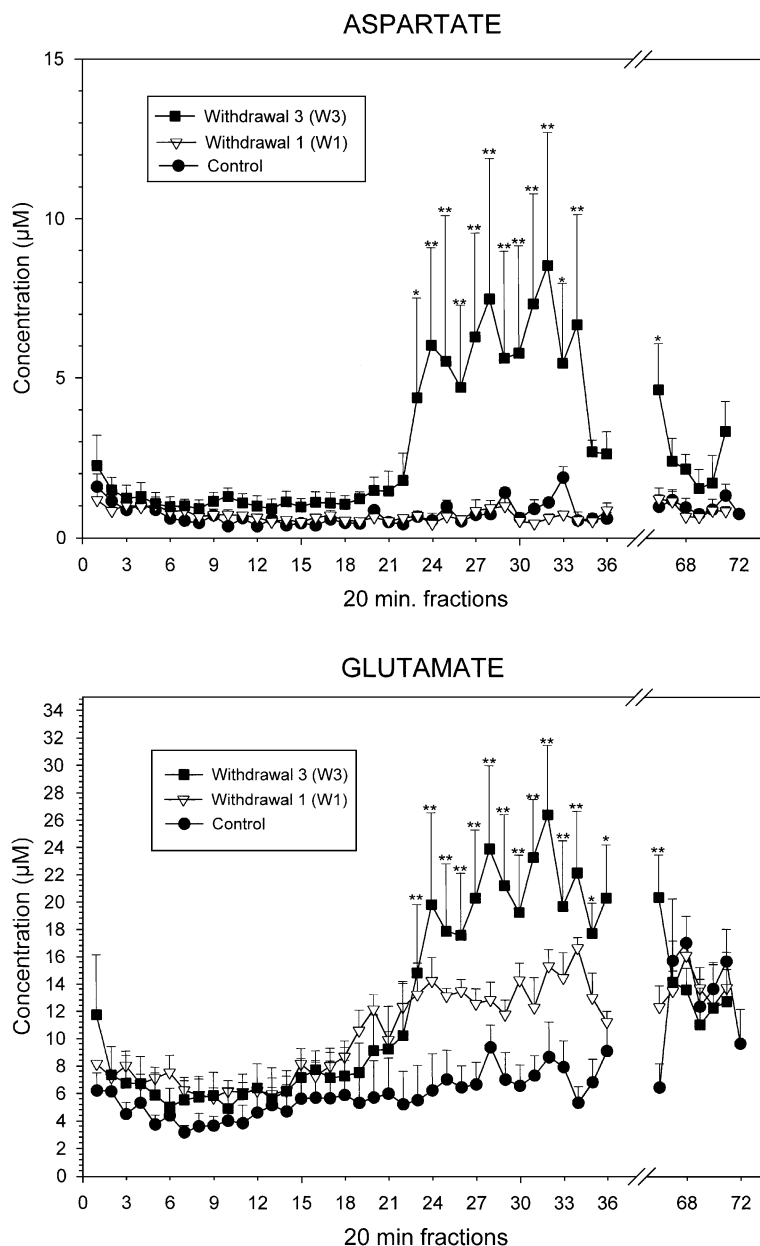 ASPARTATE
15
10
5
0
Concentration (µM)
Withdrawal 3 (W3)
Withdrawal 1 (W1)
Control
* ** ** ** ** ** ** ** ** ** * ** *
0 3 6 9 12 15 18 21 24 27 30 33 36 68 72
20 min. fractions
GLUTAMATE
34
32
30
28
26
24
22
20
18
16
14
12
10
8
6
4
2
0
Concentration (µM)
Withdrawal 3 (W3)
Withdrawal 1 (W1)
Control
** ** ** ** ** ** ** ** ** ** ** ** * * **
0 3 6 9 12 15 18 21 24 27 30 33 36 68 72
20 min fractions